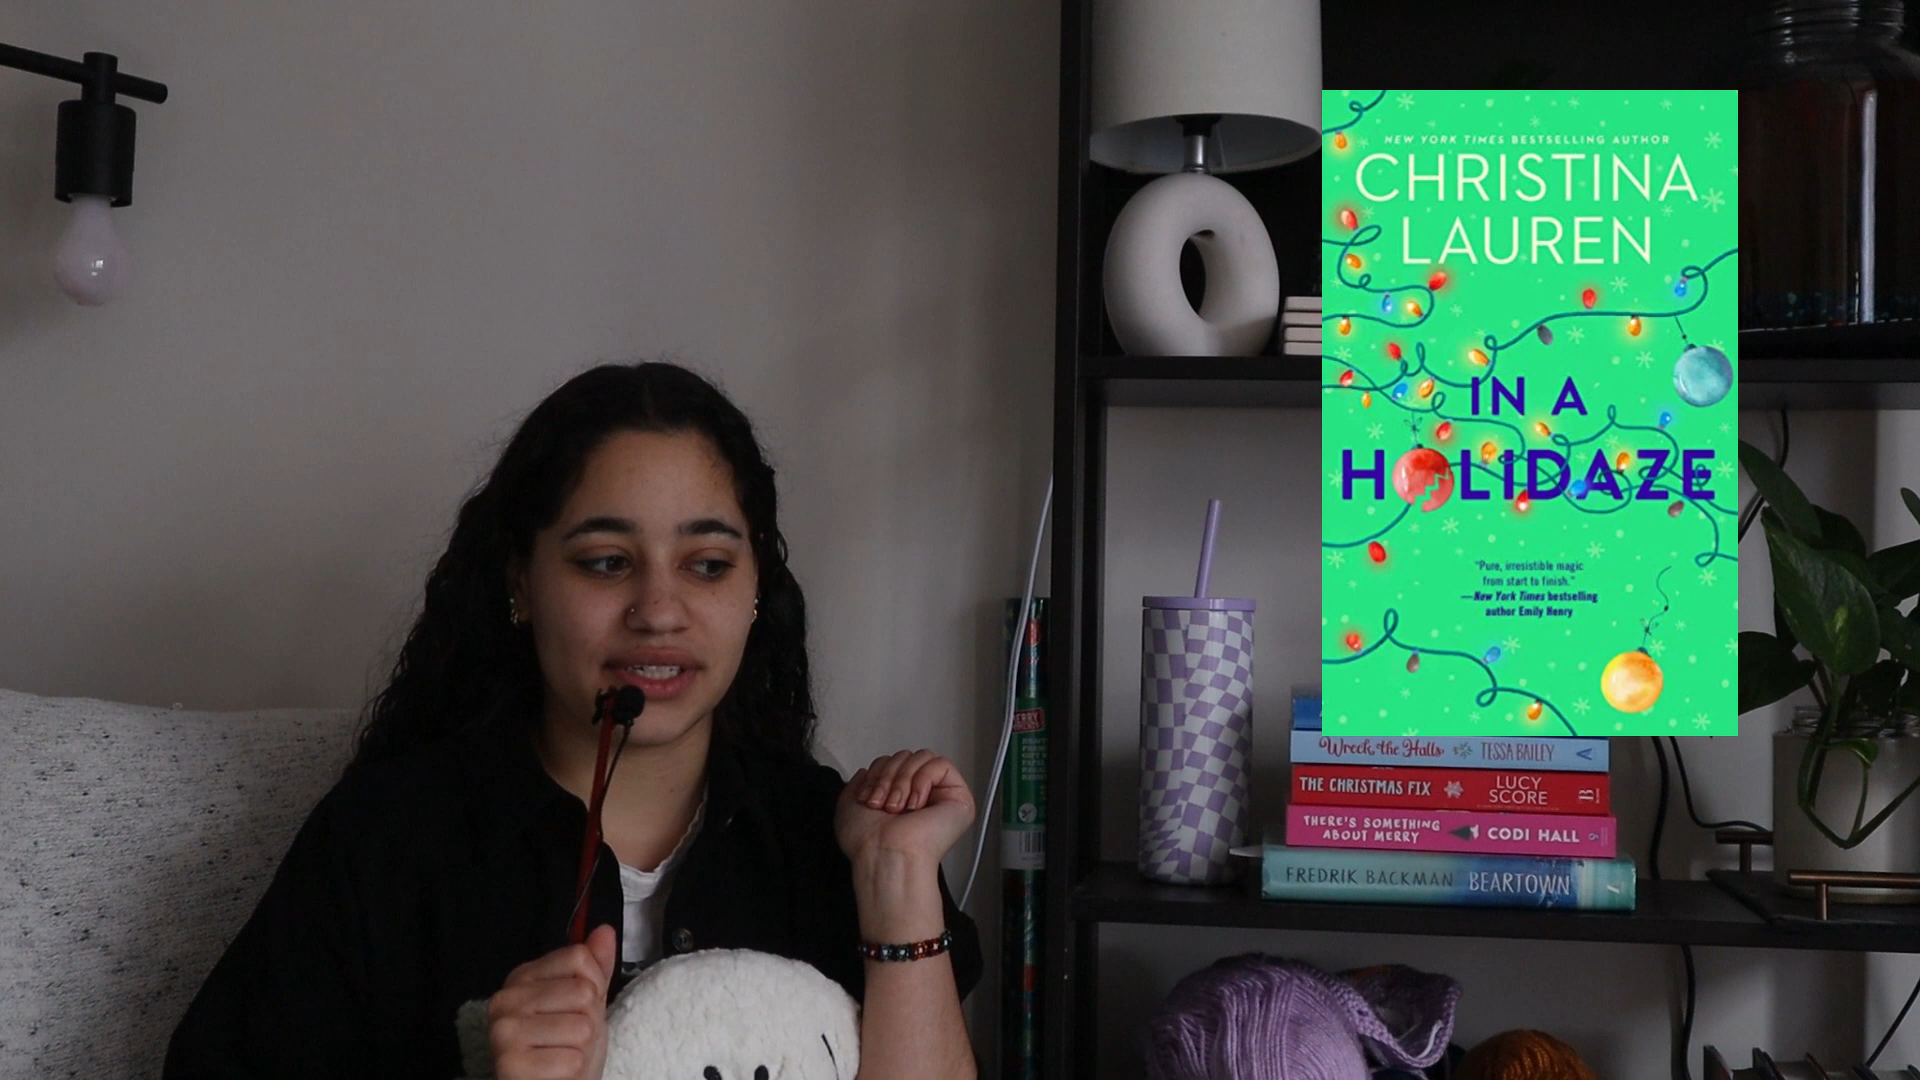 NEW YORK TIMES BESTSELLING AUTHOR
CHRISTINA
LAUREN
IN A
HOLIDAZE
"Pure, irresistible magic
from start to finish."
—New York Times bestselling
author Emily Henry
Wreck the Halls TESSA BAILEY
THE CHRISTMAS FIX LUCY SCORE
THERE'S SOMETHING ABOUT MERRY CODI HALL
FREDRIK BACKMAN BEARTOWN